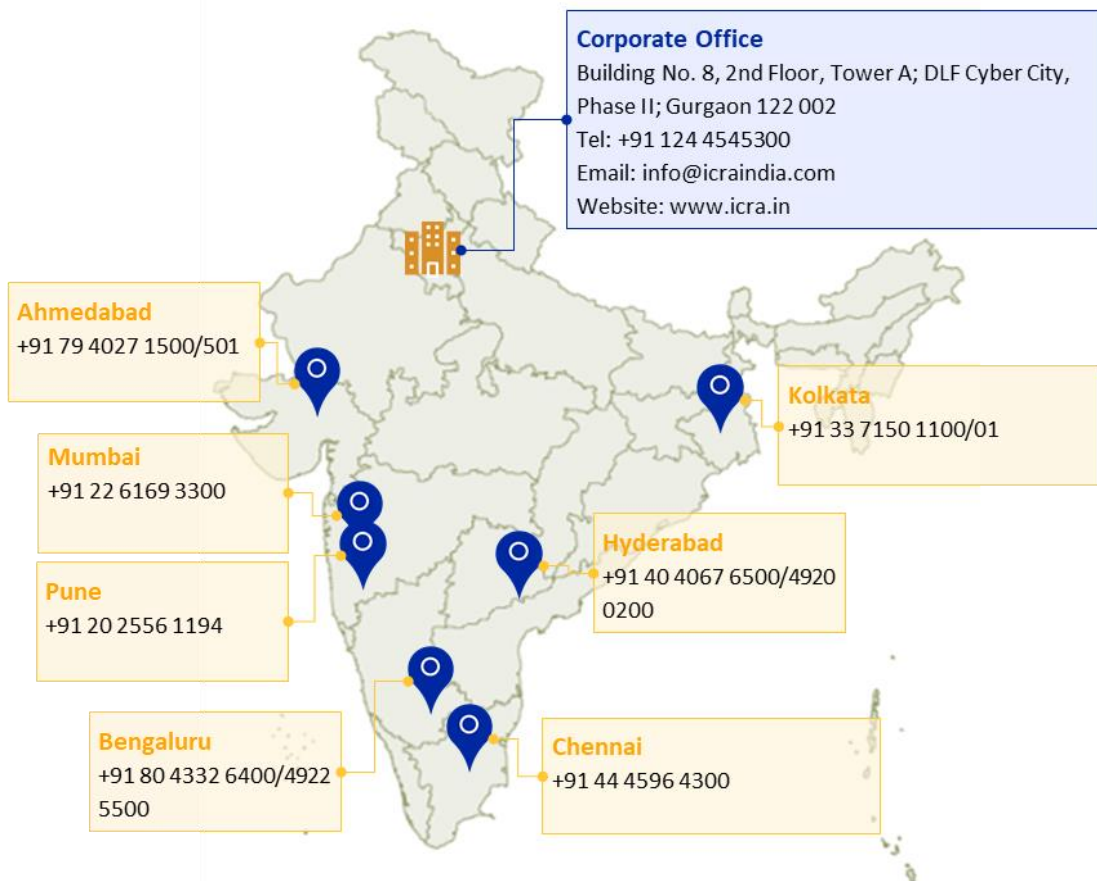 Corporate Office
Building No. 8, 2nd Floor, Tower A; DLF Cyber City,
Phase II; Gurgaon 122 002
Tel: +91 124 4545300
Email: info@icraindia.com
Website: www.icra.in
Ahmedabad
+91 79 4027 1500/501
Kolkata
+91 33 7150 1100/01
Mumbai
+91 22 6169 3300
Hyderabad
+91 40 4067 6500/4920
0200
Pune
+91 20 2556 1194
Bengaluru
+91 80 4332 6400/4922
5500
Chennai
+91 44 4596 4300